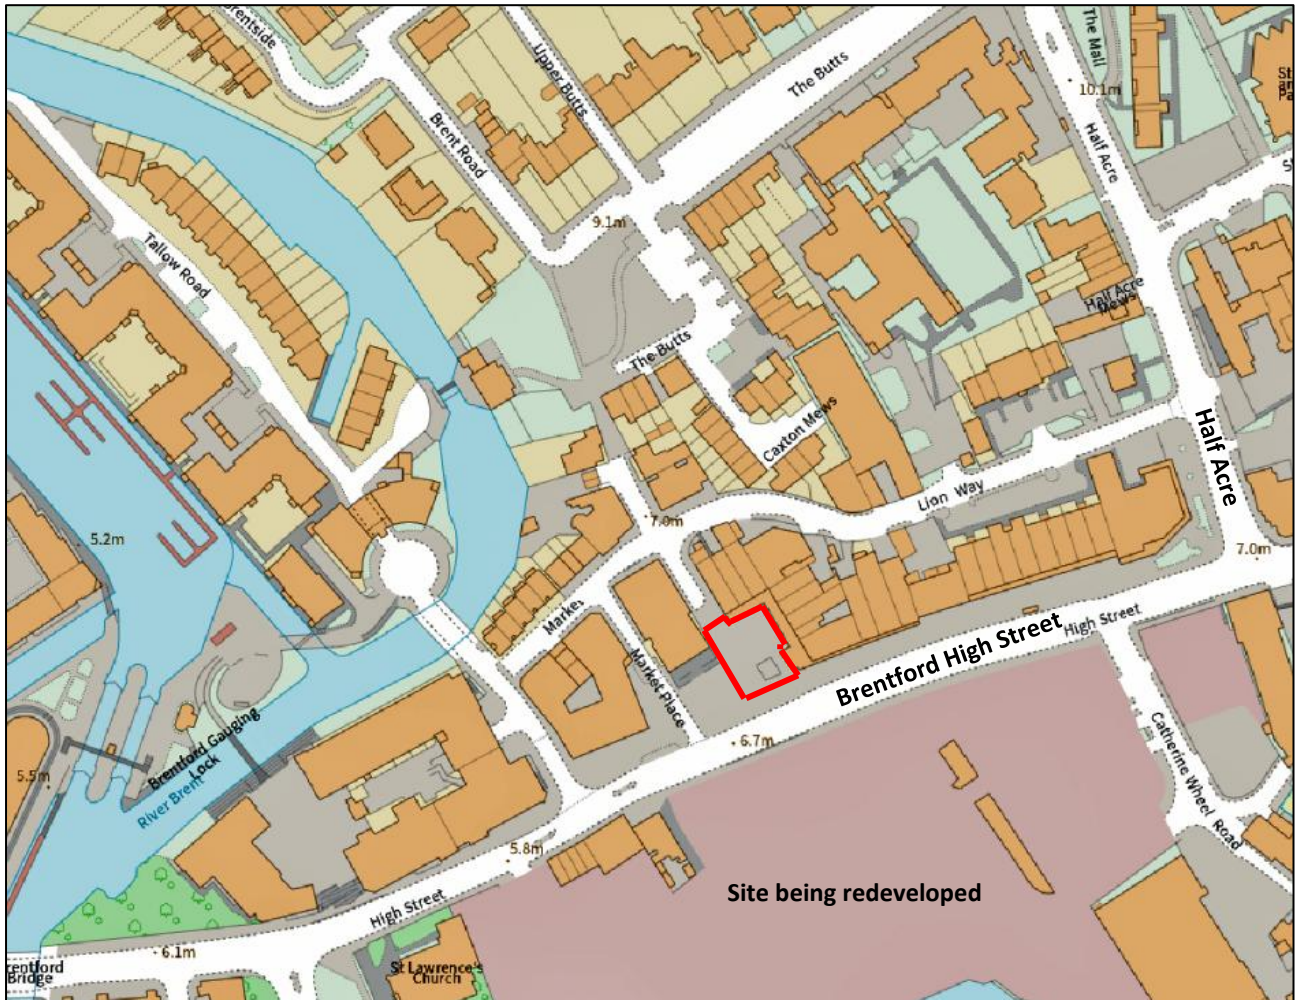 Brentside
Upper Butts
The Butts
The Mall
10.1m
Half Acre
Brent Road
9.1m
Tallow Road
The Butts
Half Acre
Mews
Caxton Mews
Half Acre
Lion Way
5.2m
7.0m
7.0m
Market
High Street
Brentford High Street
Market Place
6.7m
Catherine Wheel Road
Brentford Gauging
Lock
River Brent
5.5m
5.8m
Site being redeveloped
High Street
6.1m
rentford
Bridge
St Lawrence's
Church